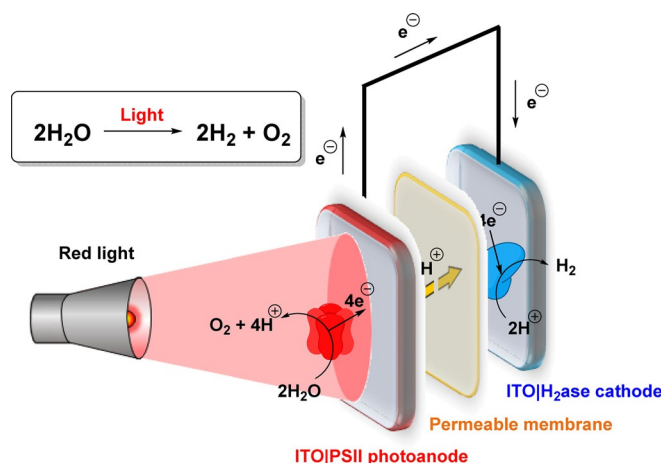 e⊖
e⊖
e⊖
Light
2H₂O → 2H₂ + O₂
Red light
4e⊖
H⊕
H₂
O₂ + 4H⊕
4e⊖
2H⊕
2H₂O
ITO|H₂ase cathode
Permeable membrane
ITO|PSII photoanode